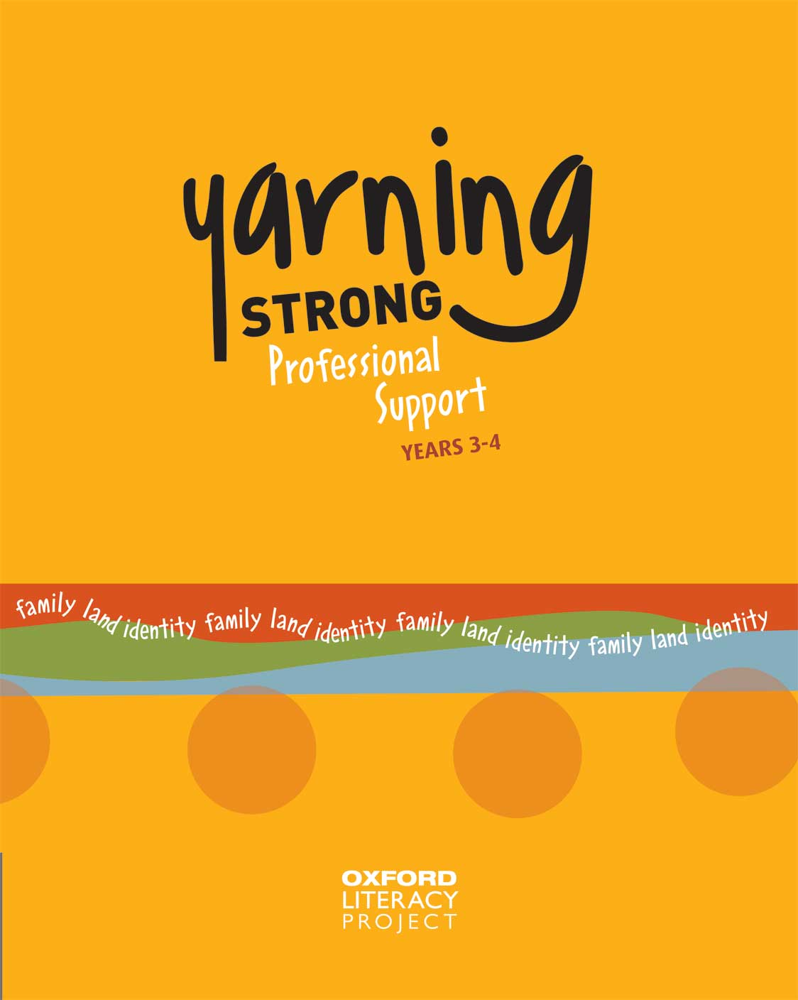 yarning
STRONG
Professional
Support
YEARS 3-4
family land identity family land identity family land identity family land identity
OXFORD
LITERACY
PROJECT